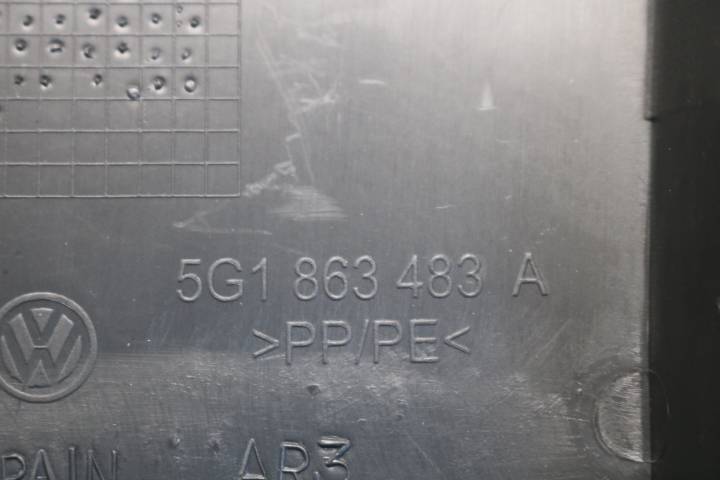 5G1 863 483 A
>PP/PE<
VW
AR3